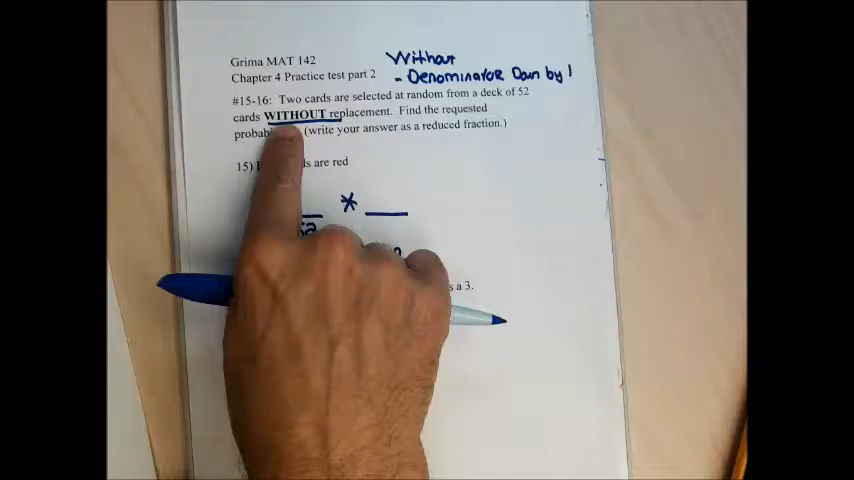 Grima MAT 142
Without
Chapter 4 Practice test part 2
- Denominator Down by 1
#15-16: Two cards are selected at random from a deck of 52
cards WITHOUT replacement. Find the requested
(write your answer as a reduced fraction.)
15) are red
*
52
s a 3.